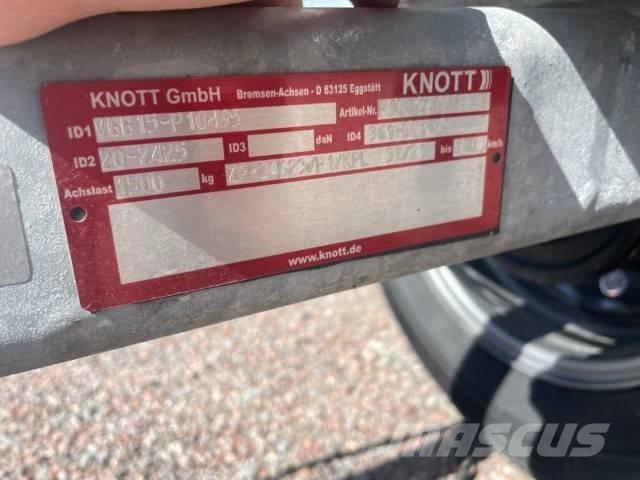 KNOTT GmbH Bremsen-Achsen - D 83125 Eggstätt KNOTT
ID1 VGB15-P Artikel-Nr.
ID2 20-2425 ID3 daN ID4
Achslast 1500 kg bis km/h
www.knott.de
MASCUS